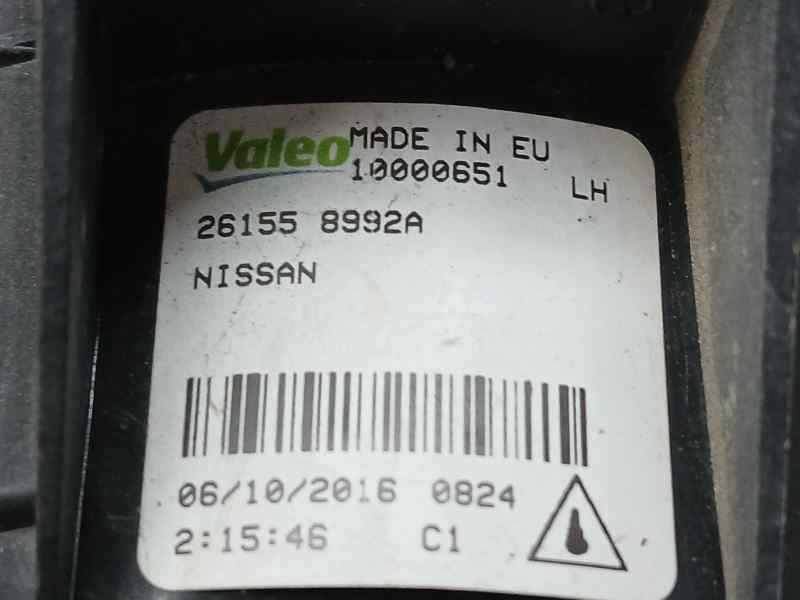 Valeo MADE IN EU
10000651 LH
26155 8992A
NISSAN
06/10/2016 0824
2:15:46 C1